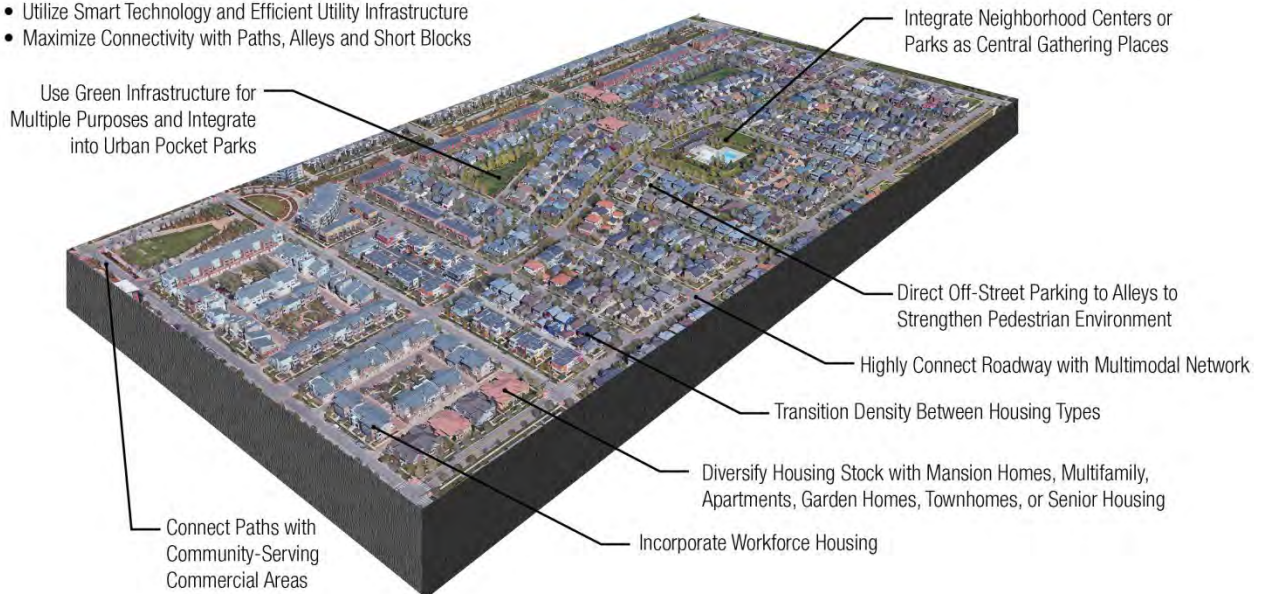 • Utilize Smart Technology and Efficient Utility Infrastructure
• Maximize Connectivity with Paths, Alleys and Short Blocks
Integrate Neighborhood Centers or
Parks as Central Gathering Places
Use Green Infrastructure for
Multiple Purposes and Integrate
into Urban Pocket Parks
Direct Off-Street Parking to Alleys to
Strengthen Pedestrian Environment
Highly Connect Roadway with Multimodal Network
Transition Density Between Housing Types
Diversify Housing Stock with Mansion Homes, Multifamily,
Apartments, Garden Homes, Townhomes, or Senior Housing
Incorporate Workforce Housing
Connect Paths with
Community-Serving
Commercial Areas